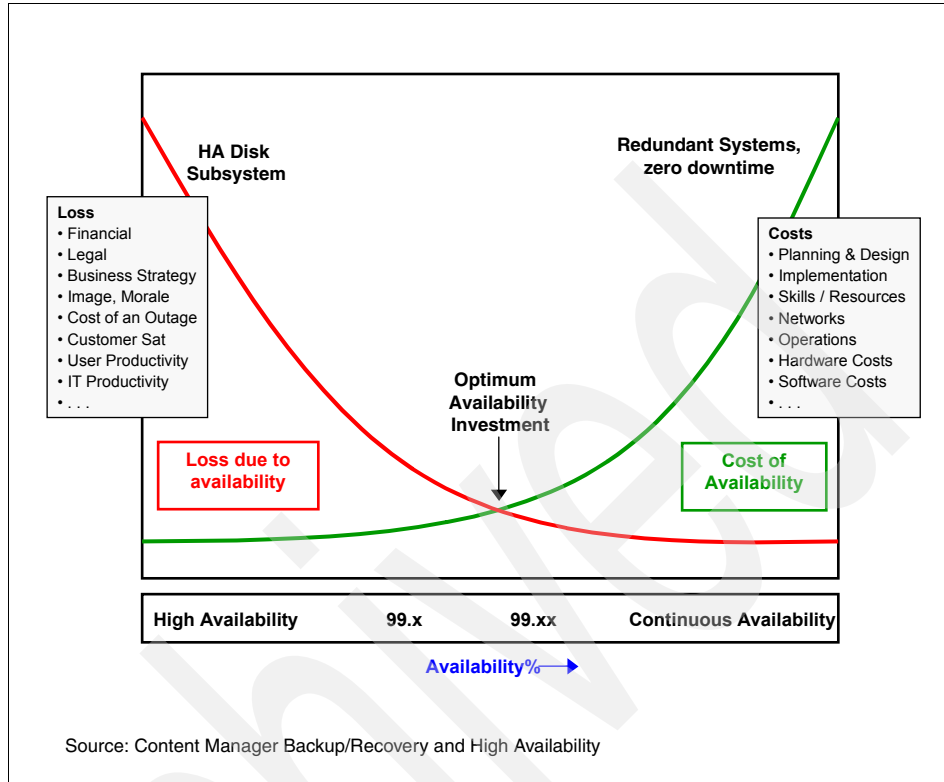 HA Disk
Subsystem
Redundant Systems,
zero downtime
Loss
• Financial
• Legal
• Business Strategy
• Image, Morale
• Cost of an Outage
• Customer Sat
• User Productivity
• IT Productivity
• . . .
Costs
• Planning & Design
• Implementation
• Skills / Resources
• Networks
• Operations
• Hardware Costs
• Software Costs
• . . .
Optimum
Availability
Investment
Loss due to
availability
Cost of
Availability
High Availability 99.x 99.xx Continuous Availability
Availability%
Source: Content Manager Backup/Recovery and High Availability
hived